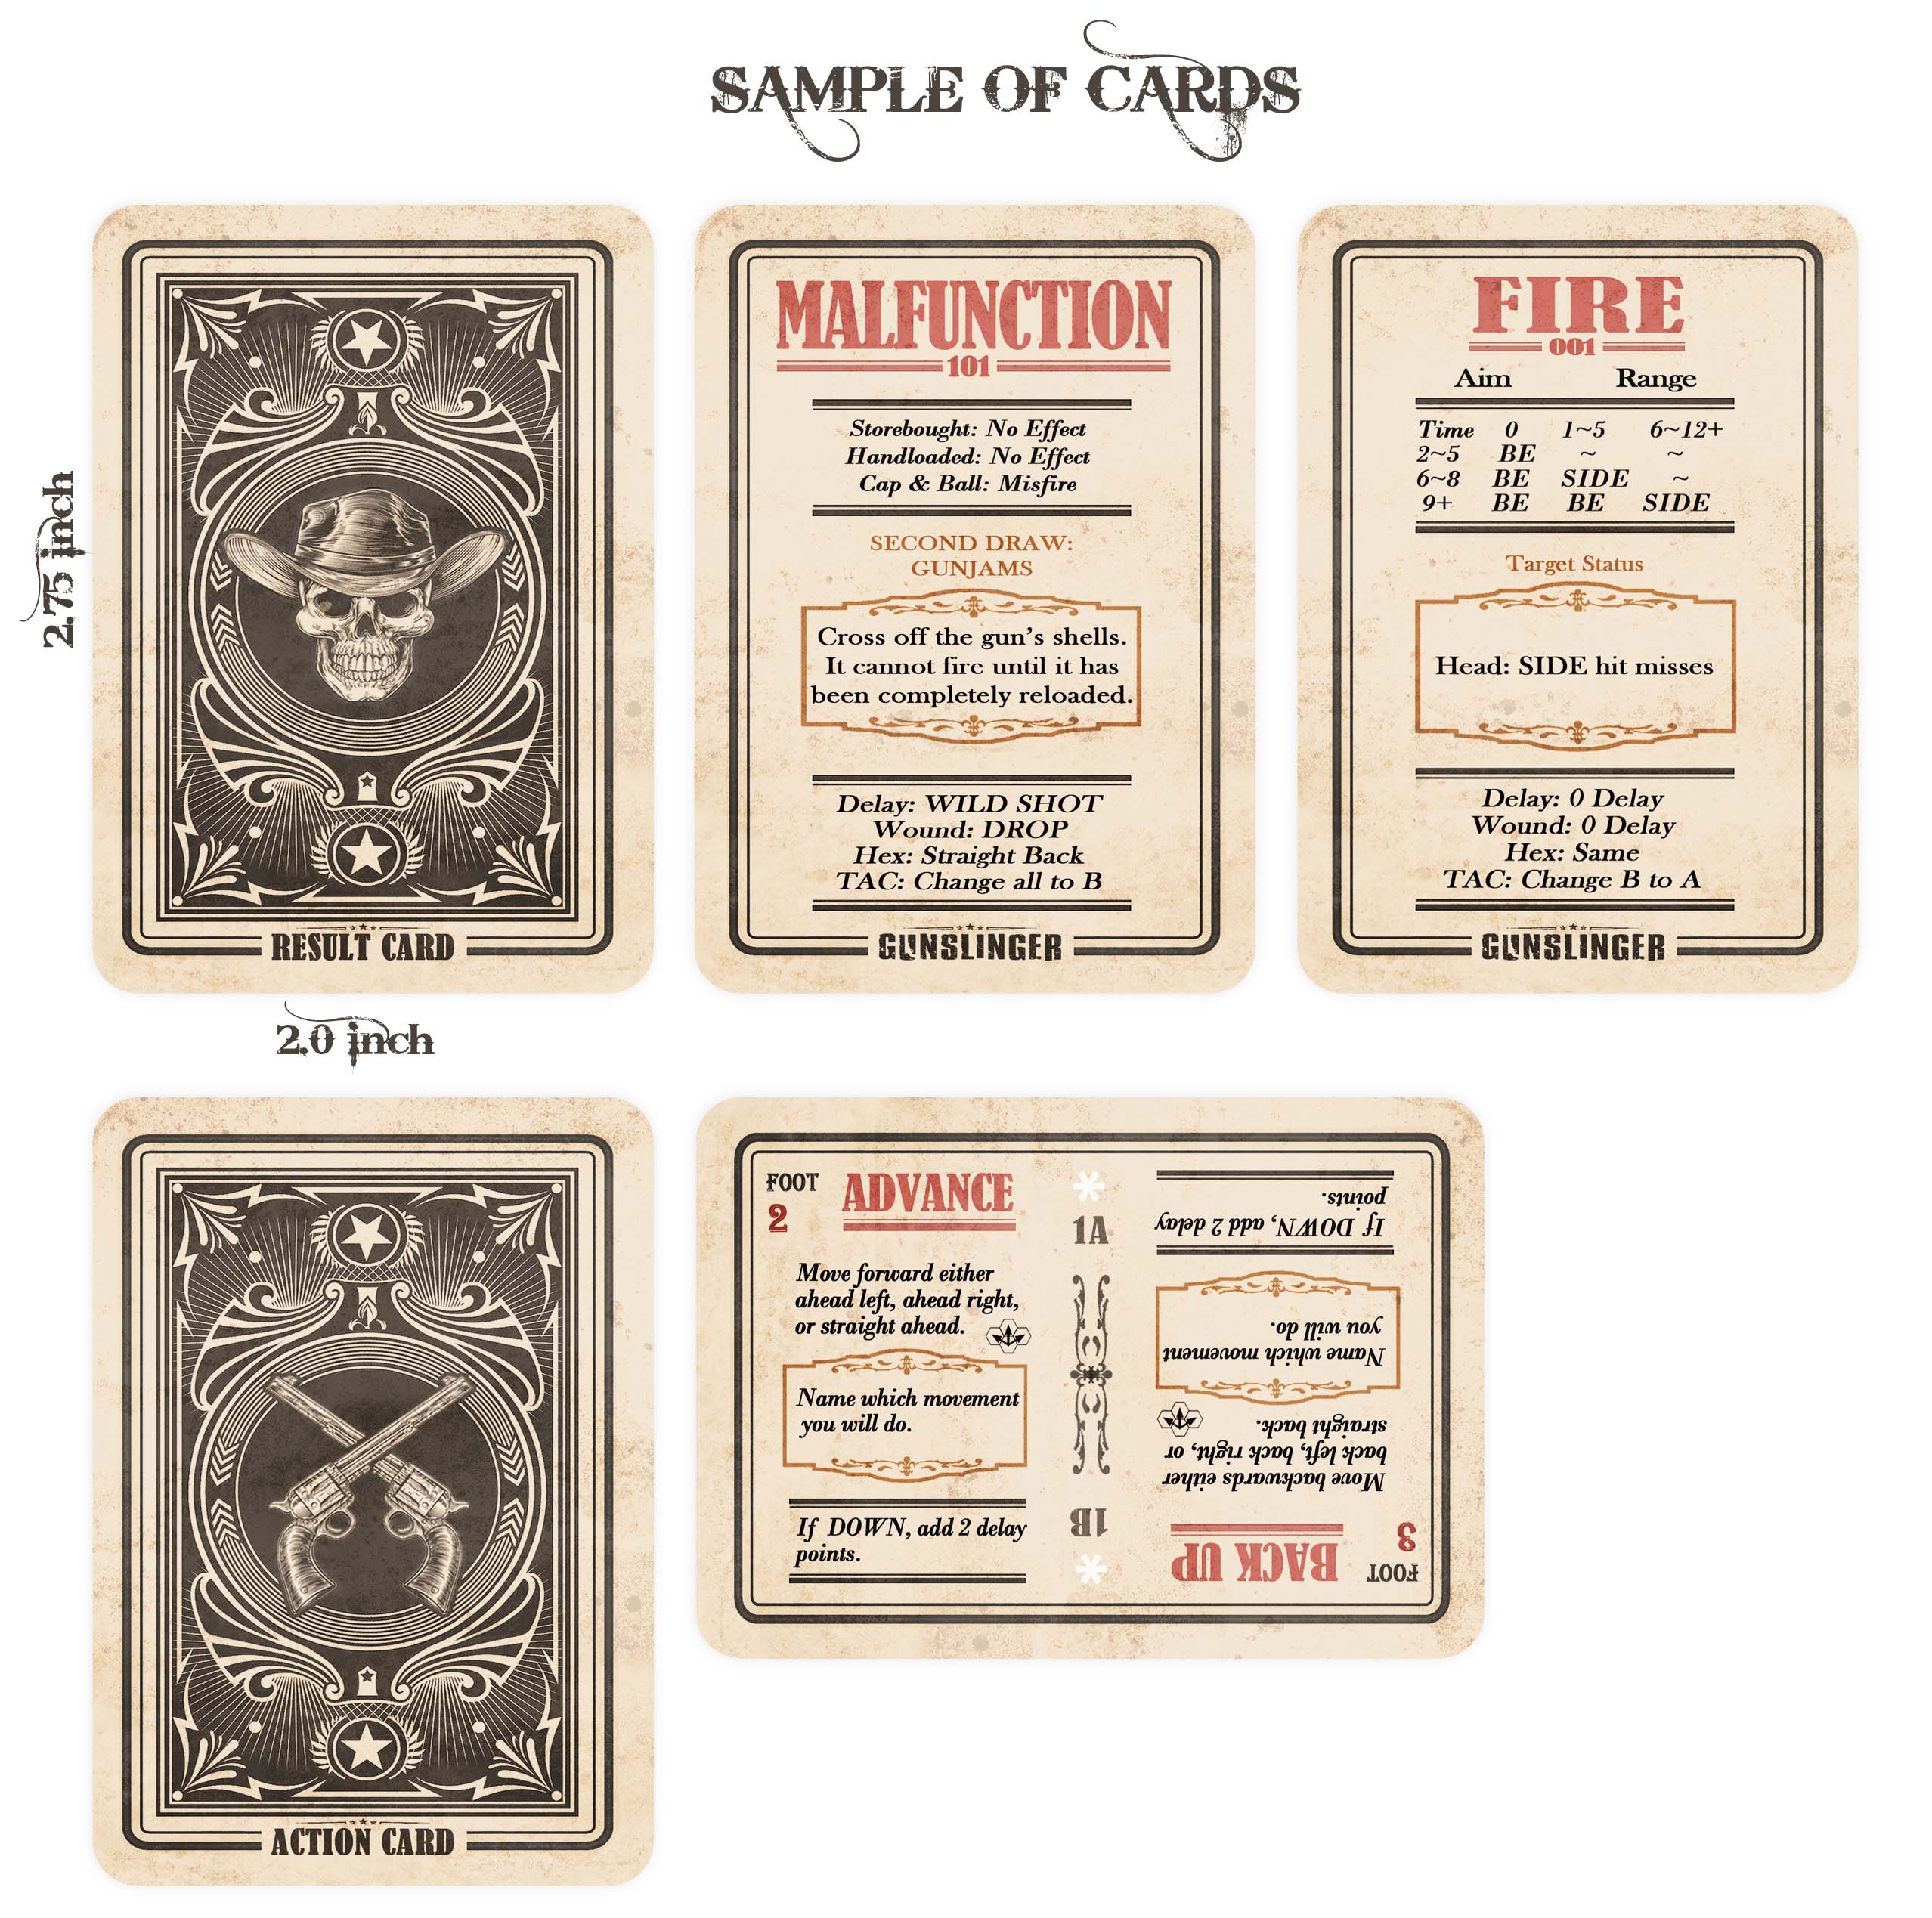 SAMPLE OF CARDS
2.75 inch
RESULT CARD
2.0 inch
MALFUNCTION
101
Storebought: No Effect
Handloaded: No Effect
Cap & Ball: Misfire
SECOND DRAW:
GUNJAMS
Cross off the gun's shells.
It cannot fire until it has
been completely reloaded.
Delay: WILD SHOT
Wound: DROP
Hex: Straight Back
TAC: Change all to B
GUNSLINGER
FIRE
001
Aim Range
Time 0 1~5 6~12+
2~5 BE ~ ~
6~8 BE SIDE ~
9+ BE BE SIDE
Target Status
Head: SIDE hit misses
Delay: 0 Delay
Wound: 0 Delay
Hex: Same
TAC: Change B to A
GUNSLINGER
ACTION CARD
FOOT
2
ADVANCE
Move forward either
ahead left, ahead right,
or straight ahead.
Name which movement
you will do.
If DOWN, add 2 delay
points.
*
1A
1B
*
FOOT
3
BACK UP
Move backwards either
back left, back right, or
straight back.
Name which movement
you will do.
If DOWN, add 2 delay
points.